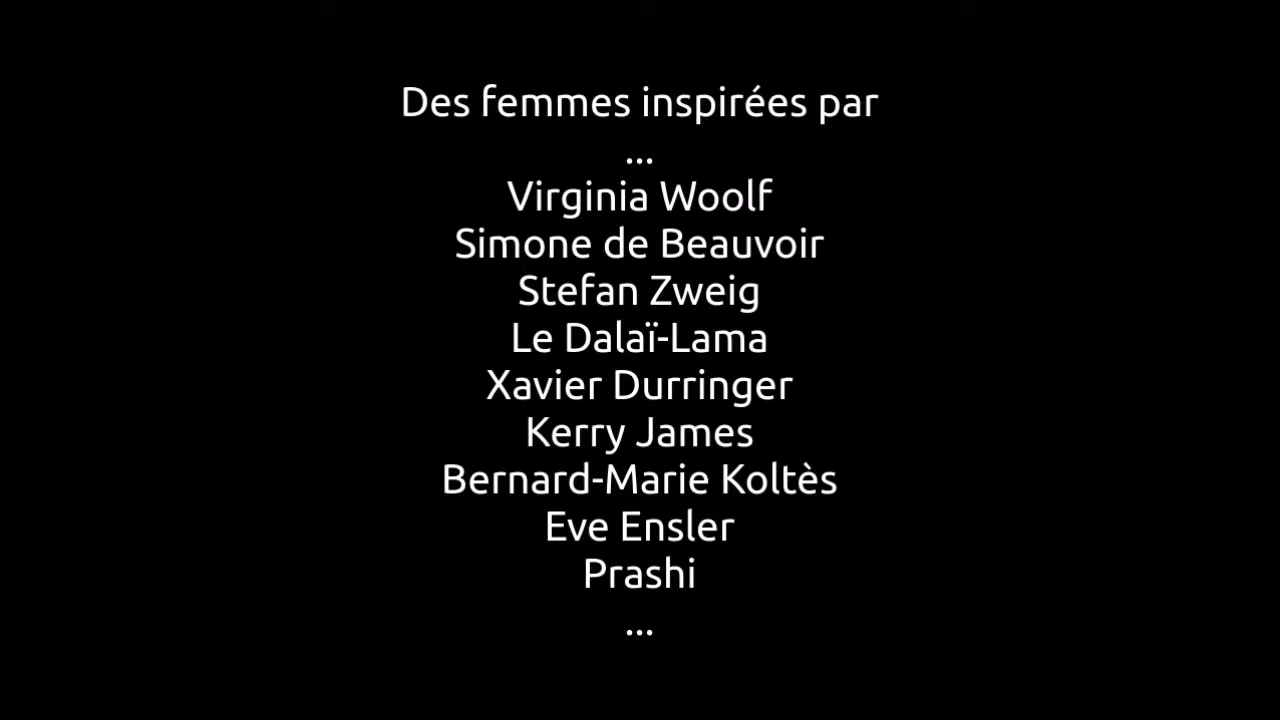 Des femmes inspirées par
...
Virginia Woolf
Simone de Beauvoir
Stefan Zweig
Le Dalaï-Lama
Xavier Durringer
Kerry James
Bernard-Marie Koltès
Eve Ensler
Prashi
...